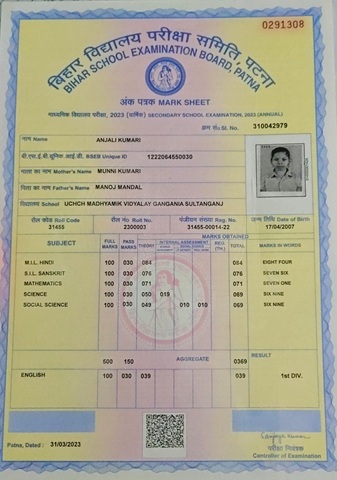 0291308
बिहार विद्यालय परीक्षा समिति, पटना
BIHAR SCHOOL EXAMINATION BOARD, PATNA
अंक पत्रक MARK SHEET
माध्यमिक विद्यालय परीक्षा, 2023 (वार्षिक) SECONDARY SCHOOL EXAMINATION, 2023 (ANNUAL)
क्रम सं० Sl. No. 310042979
नाम Name ANJALI KUMARI
बी.एस.ई.बी.यूनिक.आई.डी. BSEB Unique ID 1222064550030
माता का नाम Mother's Name MUNNI KUMARI
पिता का नाम Father's Name MANOJ MANDAL
विद्यालय School UCHCH MADHYAMIK VIDYALAY GANGANIA SULTANGANJ
रौल कोड Roll Code रौल नं० Roll No. पंजीयन संख्या Reg. No. जन्म तिथि Date of Birth
31455 2300003 31455-00014-22 17/04/2007
MARKS OBTAINED
SUBJECT FULL MARKS PASS MARKS THEORY INTERNAL ASSESSMENT REG. TOTAL MARKS IN WORDS
M.I.L. HINDI 100 030 084 084 EIGHT FOUR
S.I.L. SANSKRIT 100 030 076 076 SEVEN SIX
MATHEMATICS 100 030 071 071 SEVEN ONE
SCIENCE 100 030 050 019 069 SIX NINE
SOCIAL SCIENCE 100 030 049 010 010 069 SIX NINE
500 150 AGGREGATE 0369 RESULT
ENGLISH 100 030 039 039 1st DIV.
Patna, Dated : 31/03/2023
परीक्षा नियंत्रक
Controller of Examination